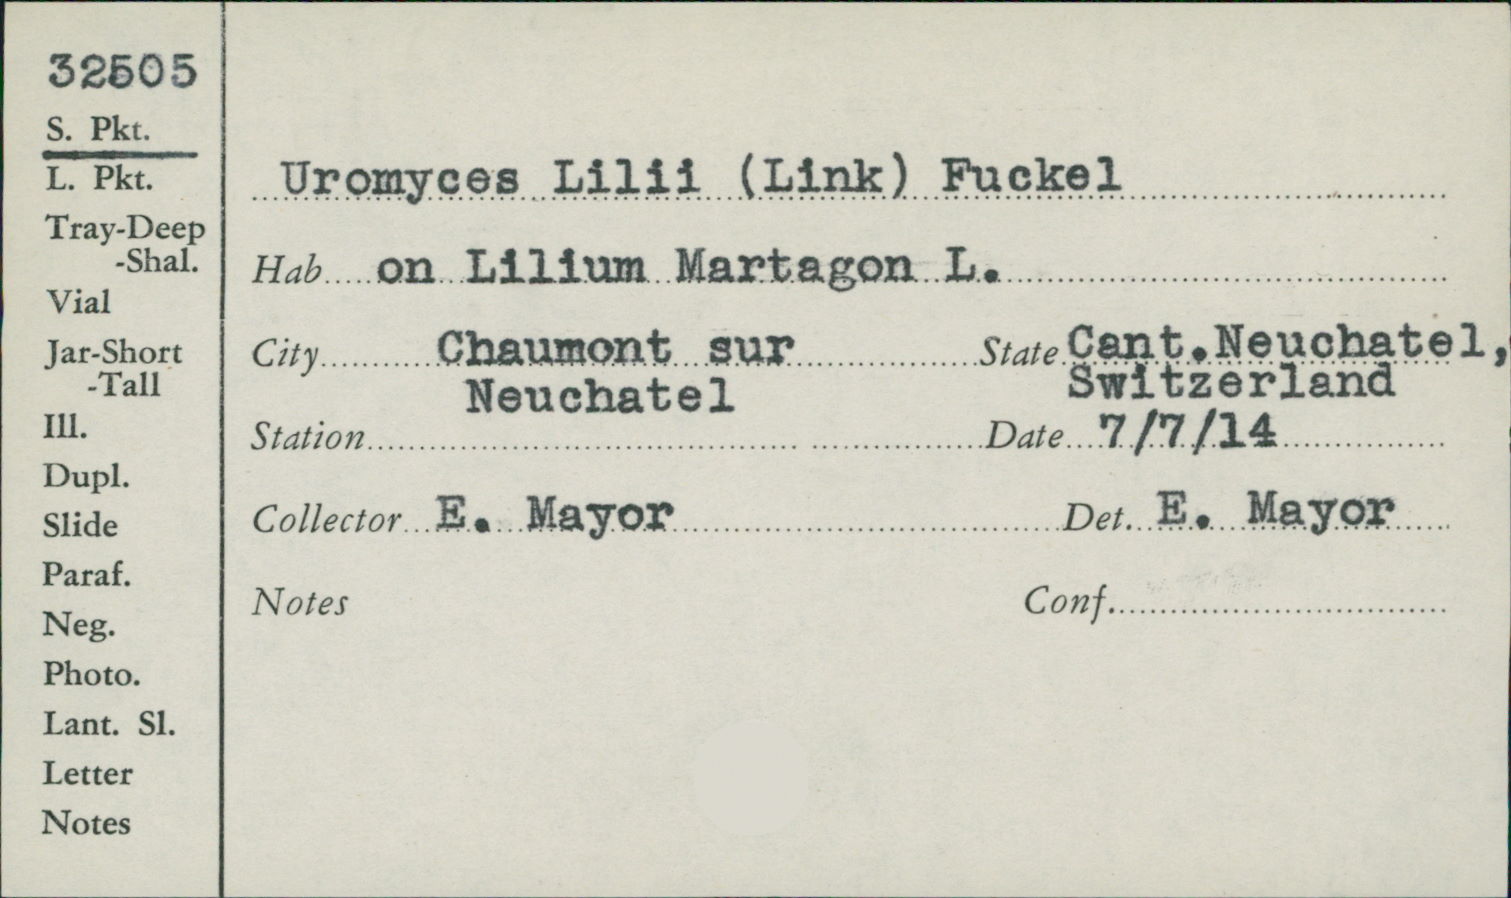 32505
S. Pkt.
L. Pkt.
Tray-Deep
-Shal.
Vial
Jar-Short
-Tall
Ill.
Dupl.
Slide
Paraf.
Neg.
Photo.
Lant. Sl.
Letter
Notes
Uromyces Lilii (Link) Fuckel
Hab on Lilium Martagon L.
City Chaumont sur State Cant.Neuchatel,
Neuchatel Switzerland
Station Date 7/7/14
Collector E. Mayor Det. E. Mayor
Notes Conf.